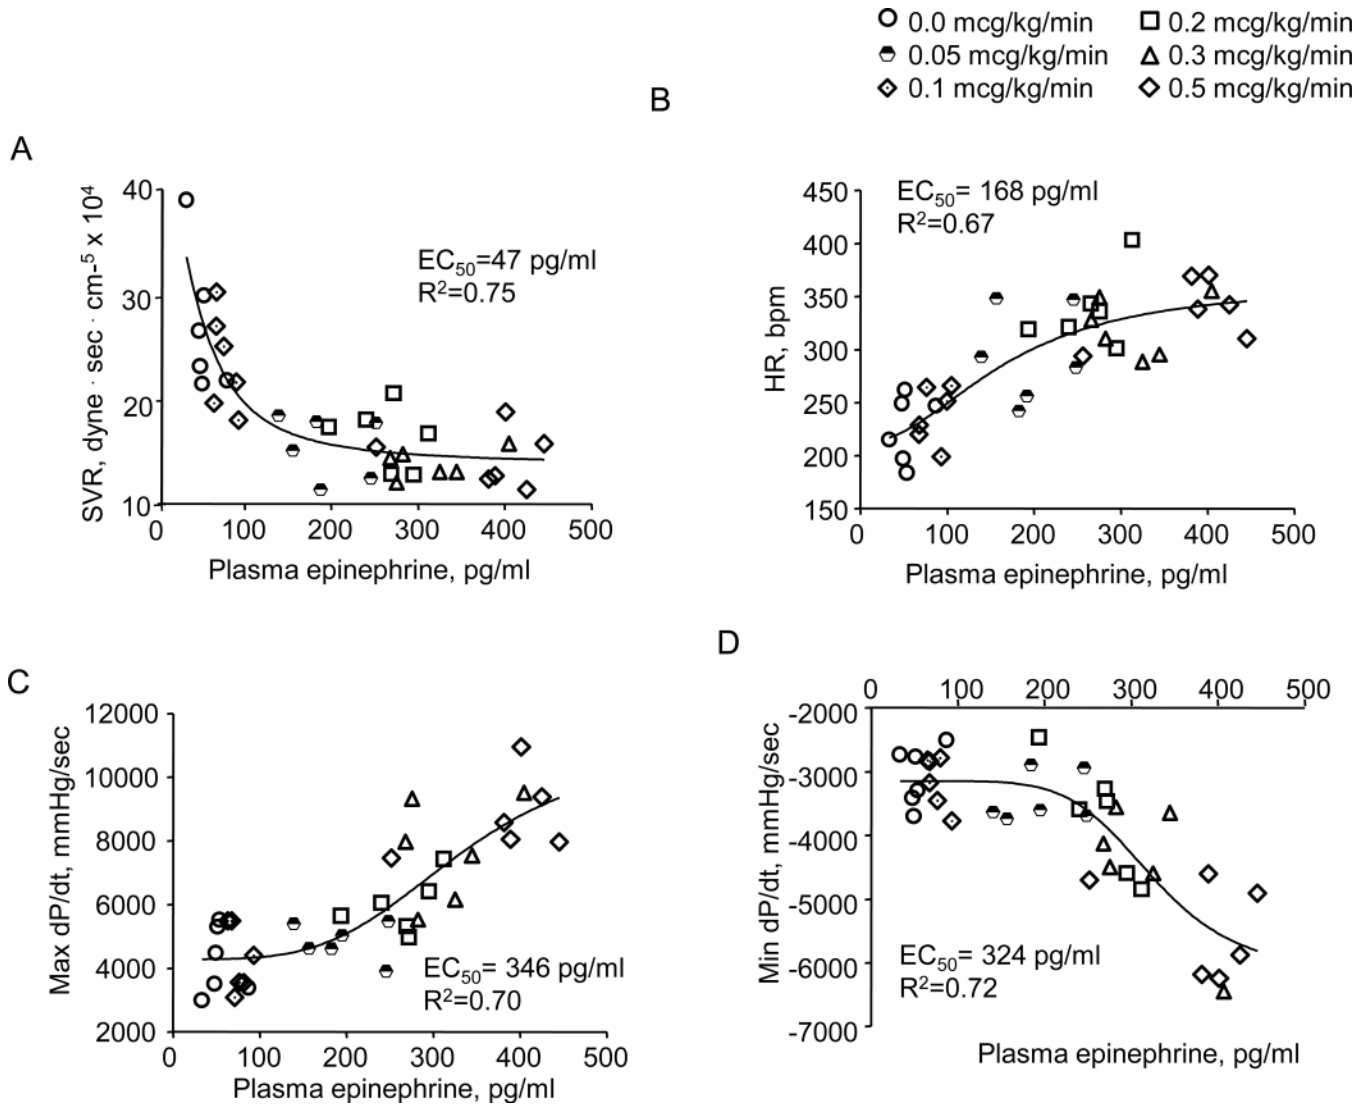 0.0 mcg/kg/min 0.2 mcg/kg/min
0.05 mcg/kg/min 0.3 mcg/kg/min
0.1 mcg/kg/min 0.5 mcg/kg/min
A
SVR, dyne · sec · cm-⁵ x 10⁴
40
30
20
10
EC₅₀=47 pg/ml
R²=0.75
0 100 200 300 400 500
Plasma epinephrine, pg/ml
B
HR, bpm
450
400
350
300
250
200
150
EC₅₀= 168 pg/ml
R²=0.67
0 100 200 300 400 500
Plasma epinephrine, pg/ml
C
Max dP/dt, mmHg/sec
12000
10000
8000
6000
4000
2000
EC₅₀= 346 pg/ml
R²=0.70
0 100 200 300 400 500
Plasma epinephrine, pg/ml
D
0 100 200 300 400 500
Min dP/dt, mmHg/sec
-2000
-3000
-4000
-5000
-6000
-7000
EC₅₀= 324 pg/ml
R²=0.72
Plasma epinephrine, pg/ml